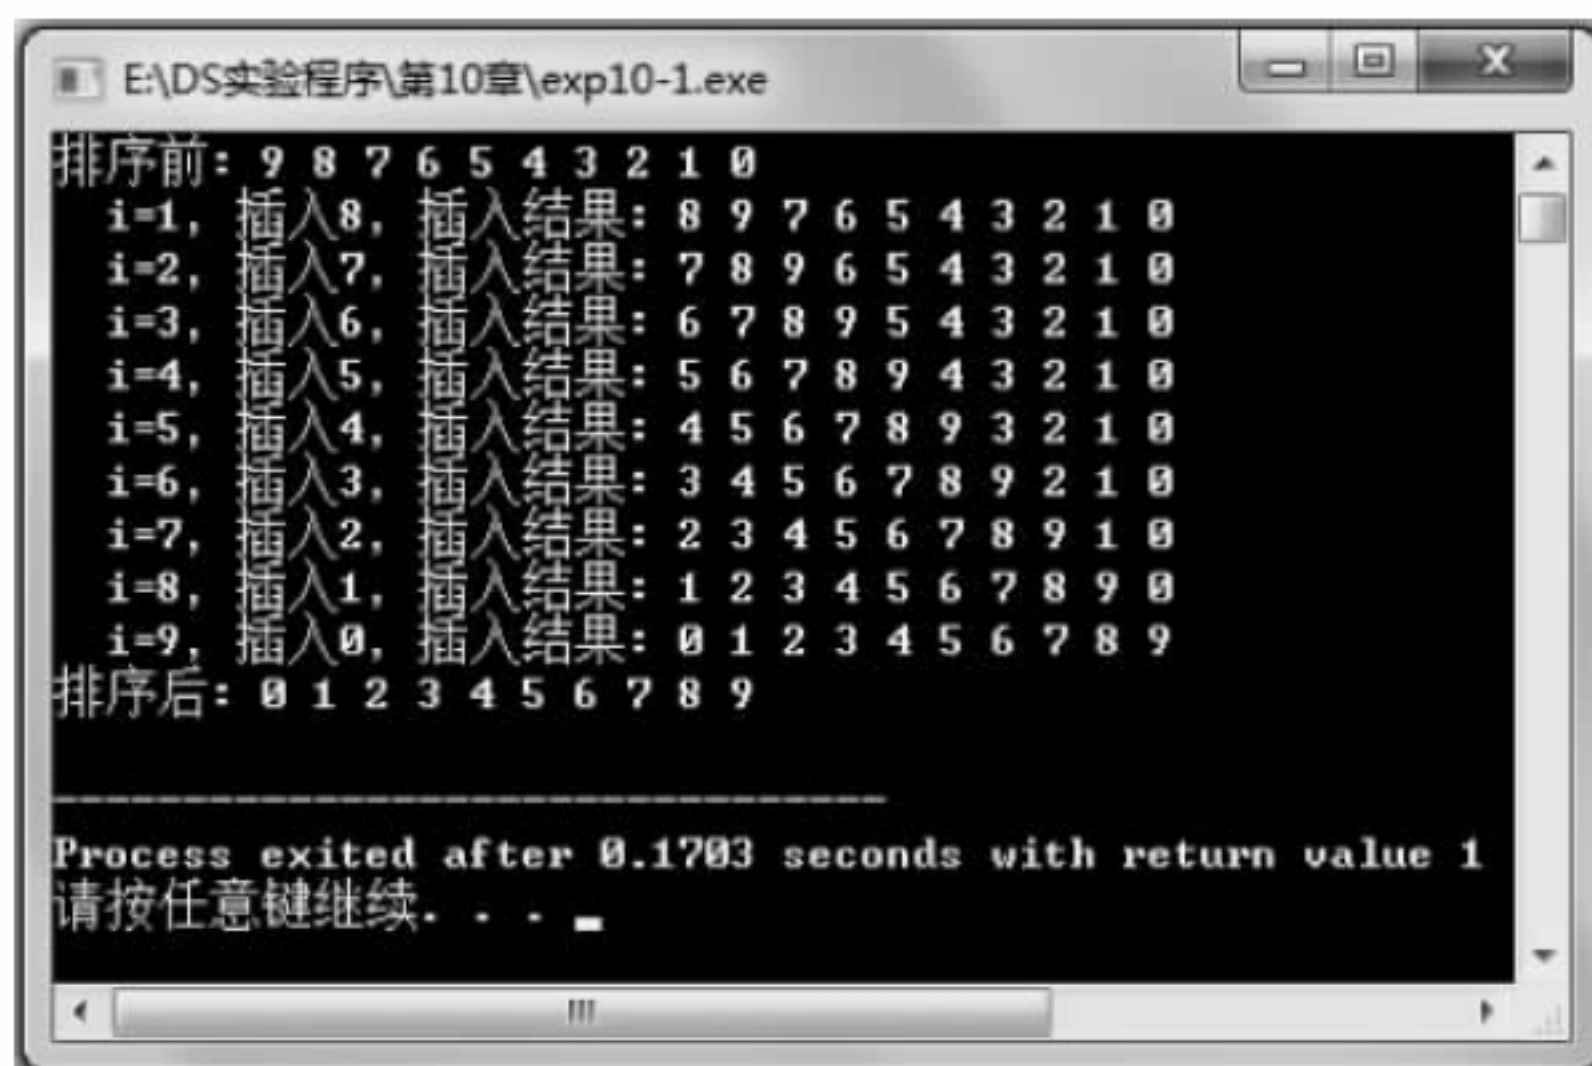 E:\DS实验程序\第10章\exp10-1.exe
排序前: 9 8 7 6 5 4 3 2 1 0
i=1, 插入8, 插入结果: 8 9 7 6 5 4 3 2 1 0
i=2, 插入7, 插入结果: 7 8 9 6 5 4 3 2 1 0
i=3, 插入6, 插入结果: 6 7 8 9 5 4 3 2 1 0
i=4, 插入5, 插入结果: 5 6 7 8 9 4 3 2 1 0
i=5, 插入4, 插入结果: 4 5 6 7 8 9 3 2 1 0
i=6, 插入3, 插入结果: 3 4 5 6 7 8 9 2 1 0
i=7, 插入2, 插入结果: 2 3 4 5 6 7 8 9 1 0
i=8, 插入1, 插入结果: 1 2 3 4 5 6 7 8 9 0
i=9, 插入0, 插入结果: 0 1 2 3 4 5 6 7 8 9
排序后: 0 1 2 3 4 5 6 7 8 9
--------------------------------
Process exited after 0.1703 seconds with return value 1
请按任意键继续. . .